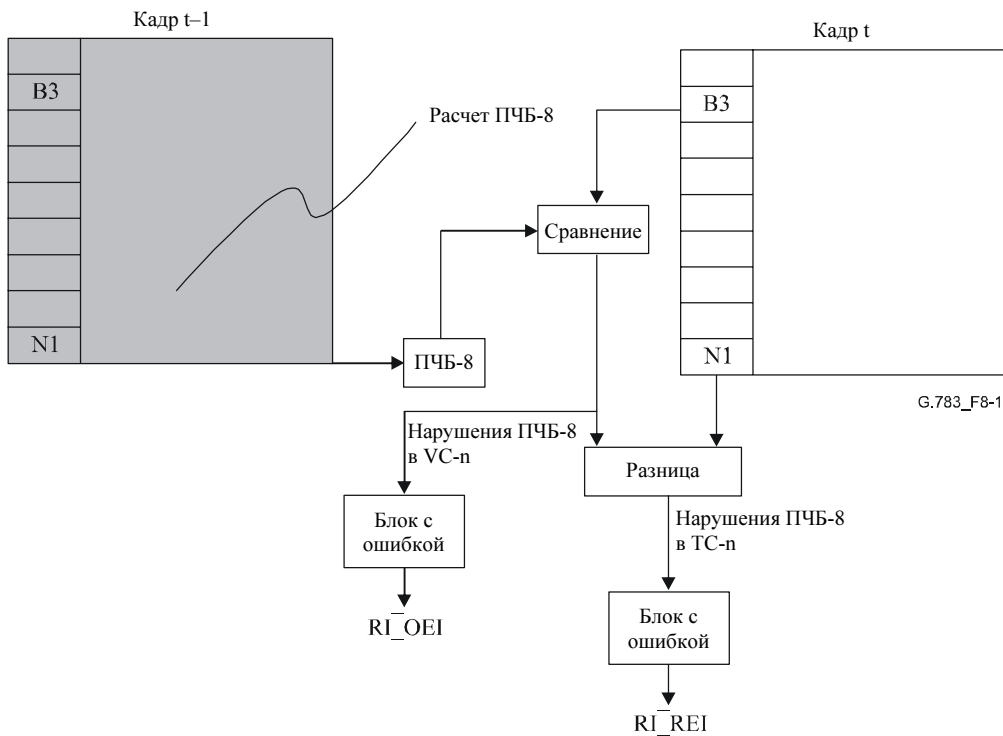 Кадр t–1
Кадр t
B3
B3
Расчет ПЧБ-8
Сравнение
N1
ПЧБ-8
N1
G.783_F8-1
Нарушения ПЧБ-8
в VC-n
Разница
Блок с
ошибкой
Нарушения ПЧБ-8
в TC-n
RI_OEI
Блок с
ошибкой
RI_REI